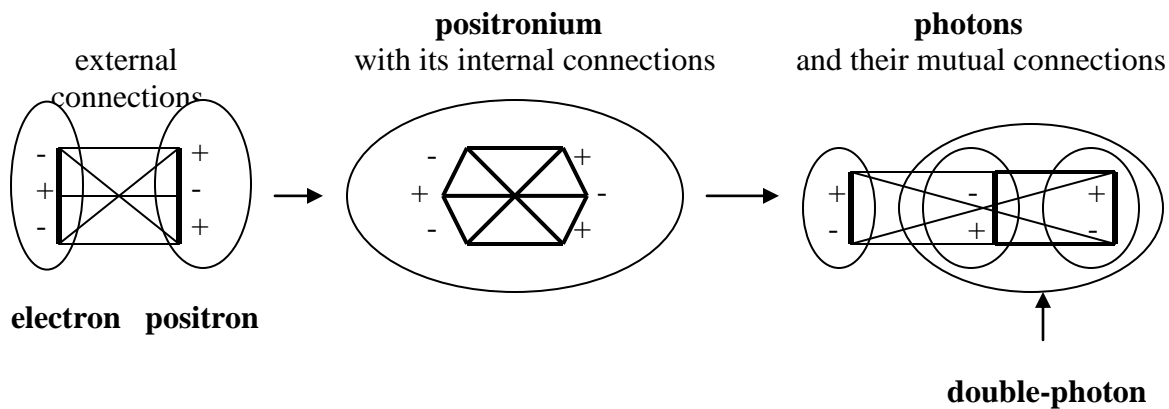 external
connections
- +
+ -
- +
electron positron
positronium
with its internal connections
- +
+ -
- +
photons
and their mutual connections
+ - +
- + -
double-photon